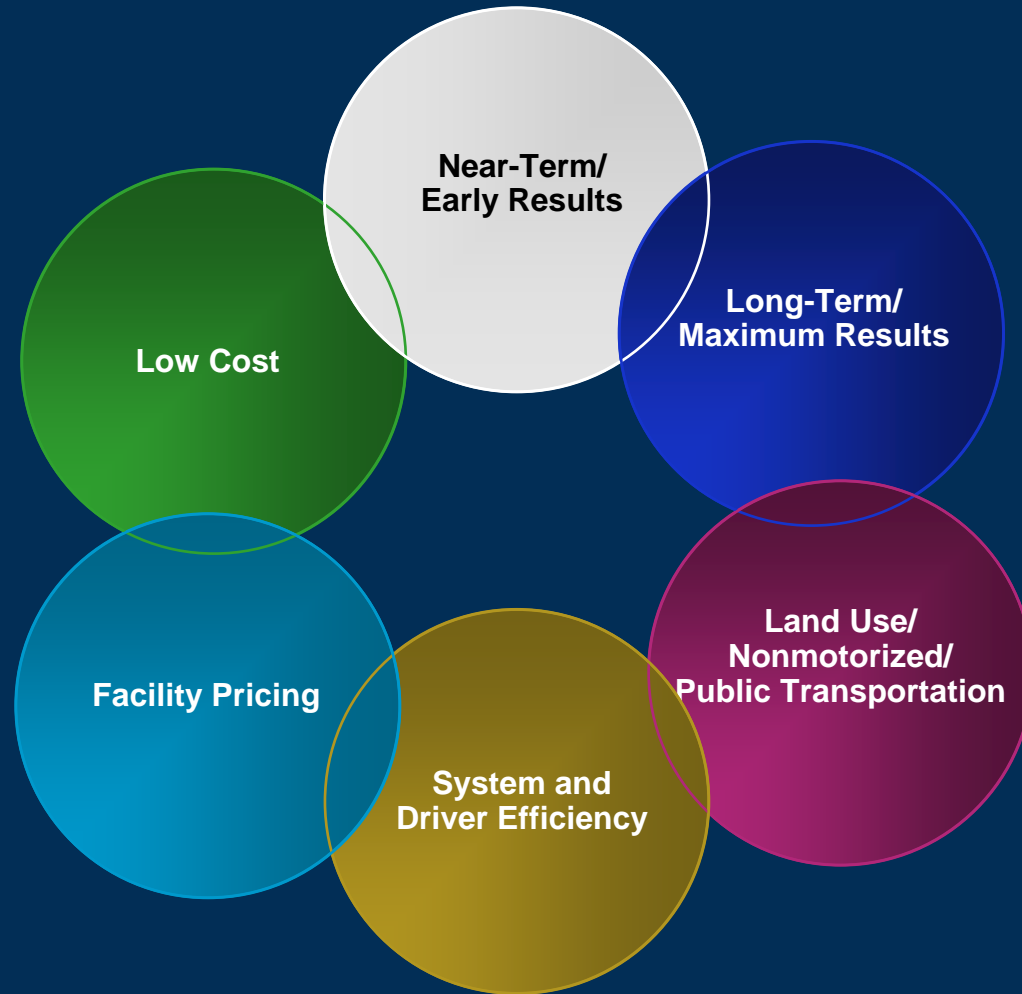 Near-Term/
Early Results
Long-Term/
Maximum Results
Low Cost
Land Use/
Nonmotorized/
Public Transportation
Facility Pricing
System and
Driver Efficiency